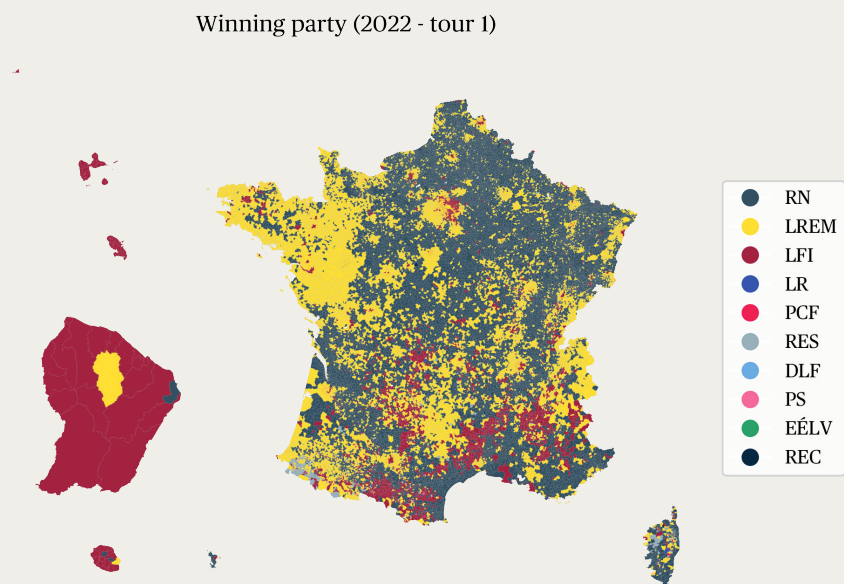 Winning party (2022 - tour 1)
RN
LREM
LFI
LR
PCF
RES
DLF
PS
EÉLV
REC